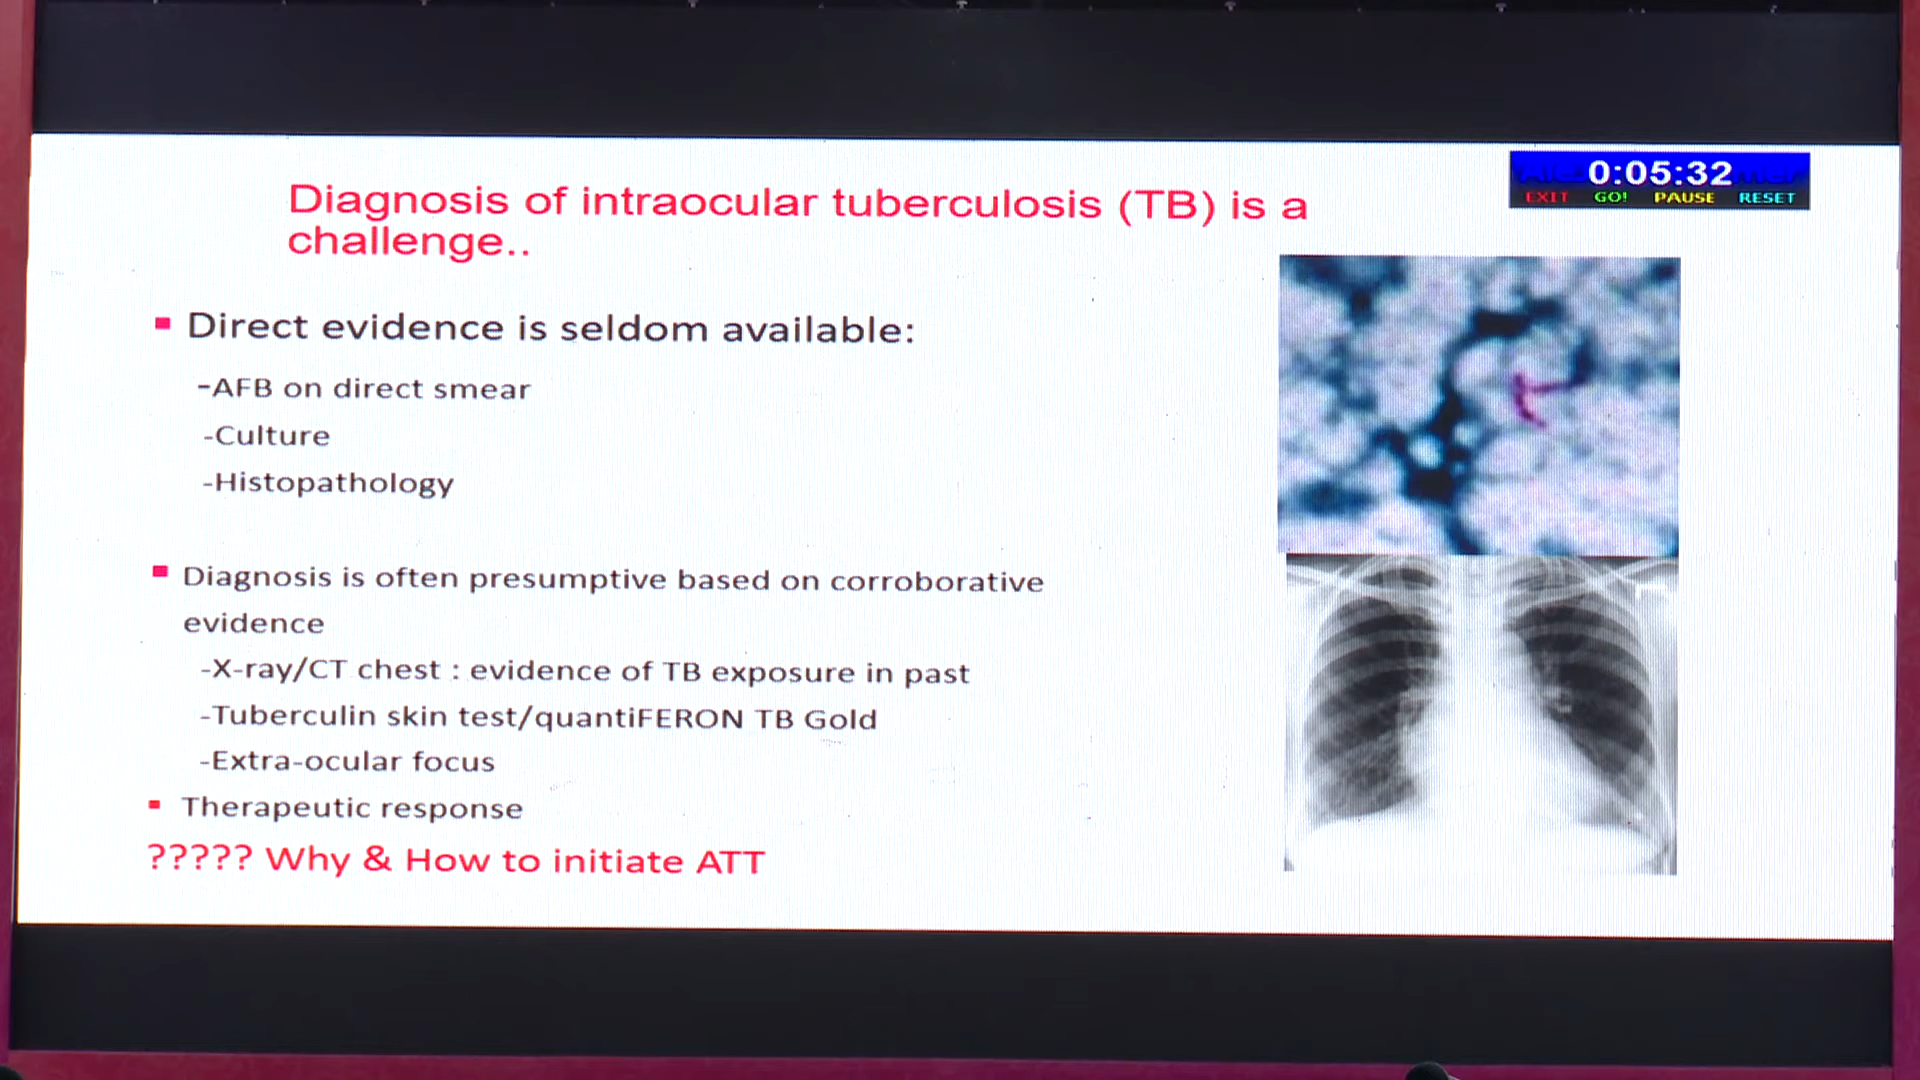 Diagnosis of intraocular tuberculosis (TB) is a
challenge..
0:05:32
EXIT GO! PAUSE RESET
Direct evidence is seldom available:
-AFB on direct smear
-Culture
-Histopathology
Diagnosis is often presumptive based on corroborative
evidence
-X-ray/CT chest : evidence of TB exposure in past
-Tuberculin skin test/quantiFERON TB Gold
-Extra-ocular focus
Therapeutic response
????? Why & How to initiate ATT